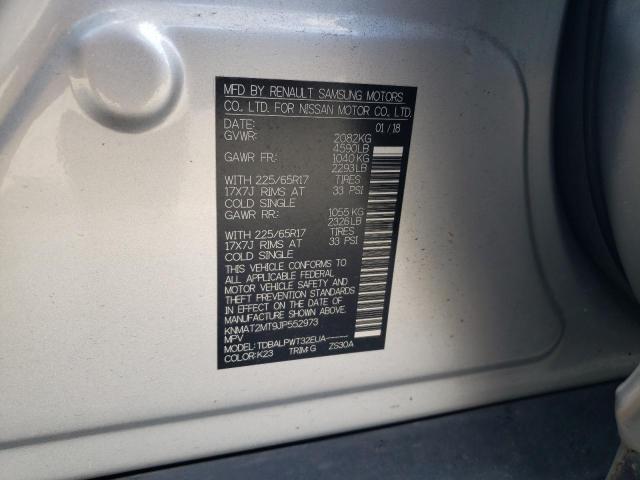 MFD BY RENAULT SAMSUNG MOTORS
CO., LTD. FOR NISSAN MOTOR CO., LTD.
DATE: 01 / 18
GVWR: 2082KG
4590LB
GAWR FR: 1040 KG
2293LB
WITH 225/65R17 TIRES
17X7J RIMS AT 33 PSI
COLD SINGLE
GAWR RR: 1055 KG
2326LB
WITH 225/65R17 TIRES
17X7J RIMS AT 33 PSI
COLD SINGLE
THIS VEHICLE CONFORMS TO
ALL APPLICABLE FEDERAL
MOTOR VEHICLE SAFETY AND
THEFT PREVENTION STANDARDS
IN EFFECT ON THE DATE OF
MANUFACTURE SHOWN ABOVE.
KNMAT2MT9JP552973
MPV
MODEL: TDBALPWT32EUA-----
COLOR:K23 TRIM:G ZS30A